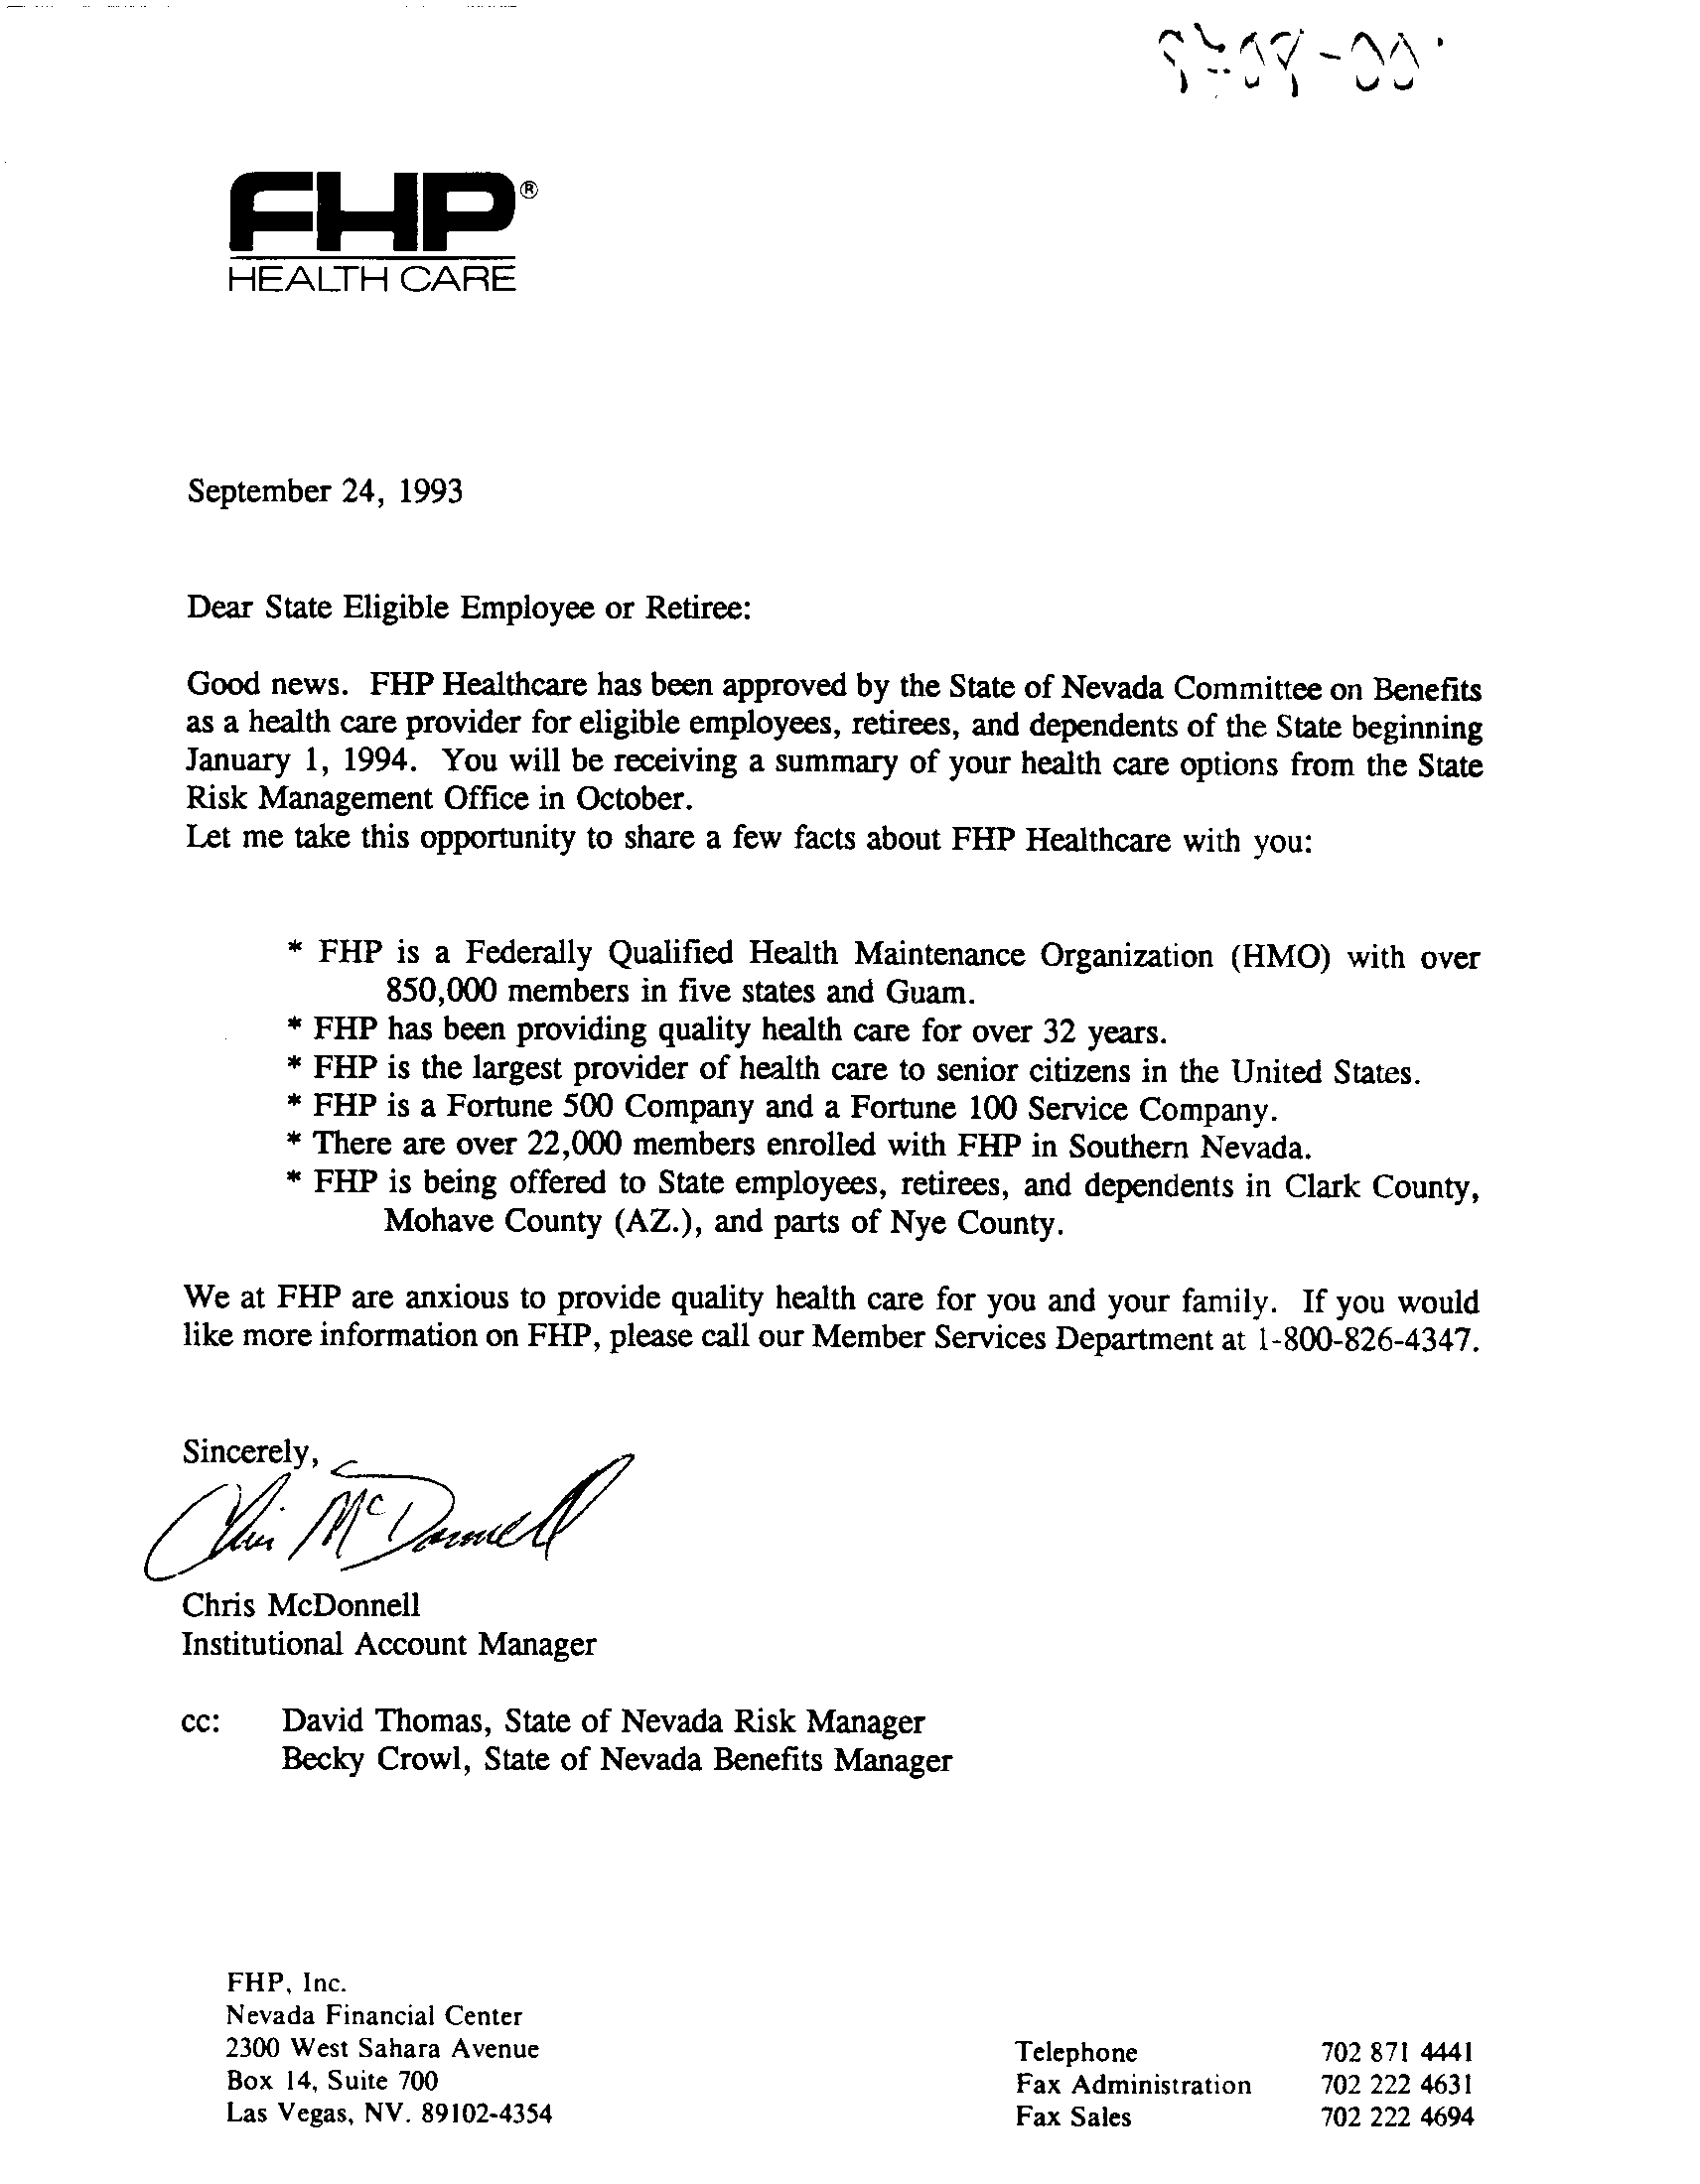 FHP®
HEALTH CARE
September 24, 1993
Dear State Eligible Employee or Retiree:
Good news. FHP Healthcare has been approved by the State of Nevada Committee on Benefits
as a health care provider for eligible employees, retirees, and dependents of the State beginning
January 1, 1994. You will be receiving a summary of your health care options from the State
Risk Management Office in October.
Let me take this opportunity to share a few facts about FHP Healthcare with you:
* FHP is a Federally Qualified Health Maintenance Organization (HMO) with over
850,000 members in five states and Guam.
* FHP has been providing quality health care for over 32 years.
* FHP is the largest provider of health care to senior citizens in the United States.
* FHP is a Fortune 500 Company and a Fortune 100 Service Company.
* There are over 22,000 members enrolled with FHP in Southern Nevada.
* FHP is being offered to State employees, retirees, and dependents in Clark County,
Mohave County (AZ.), and parts of Nye County.
We at FHP are anxious to provide quality health care for you and your family. If you would
like more information on FHP, please call our Member Services Department at 1-800-826-4347.
Sincerely,
Chris McDonnell
Chris McDonnell
Institutional Account Manager
cc: David Thomas, State of Nevada Risk Manager
Becky Crowl, State of Nevada Benefits Manager
FHP, Inc.
Nevada Financial Center
2300 West Sahara Avenue
Box 14, Suite 700
Las Vegas, NV. 89102-4354
Telephone 702 871 4441
Fax Administration 702 222 4631
Fax Sales 702 222 4694